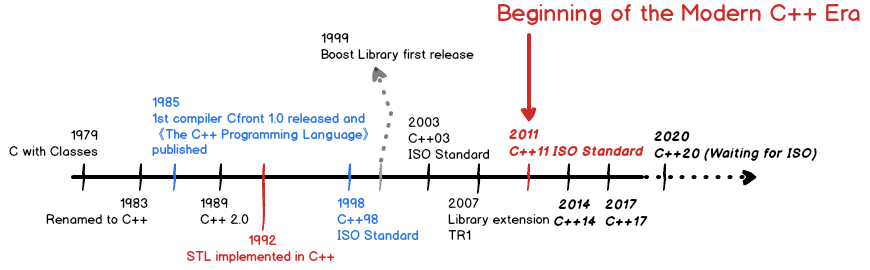 Beginning of the Modern C++ Era
1999
Boost Library first release
1985
1st compiler Cfront 1.0 released and
《The C++ Programming Language》
published
1979
C with Classes
2003
C++03
ISO Standard
2011
C++11 ISO Standard
2020
C++20 (Waiting for ISO)
1983
Renamed to C++
1989
C++ 2.0
1992
STL implemented in C++
1998
C++98
ISO Standard
2007
Library extension
TR1
2014
C++14
2017
C++17